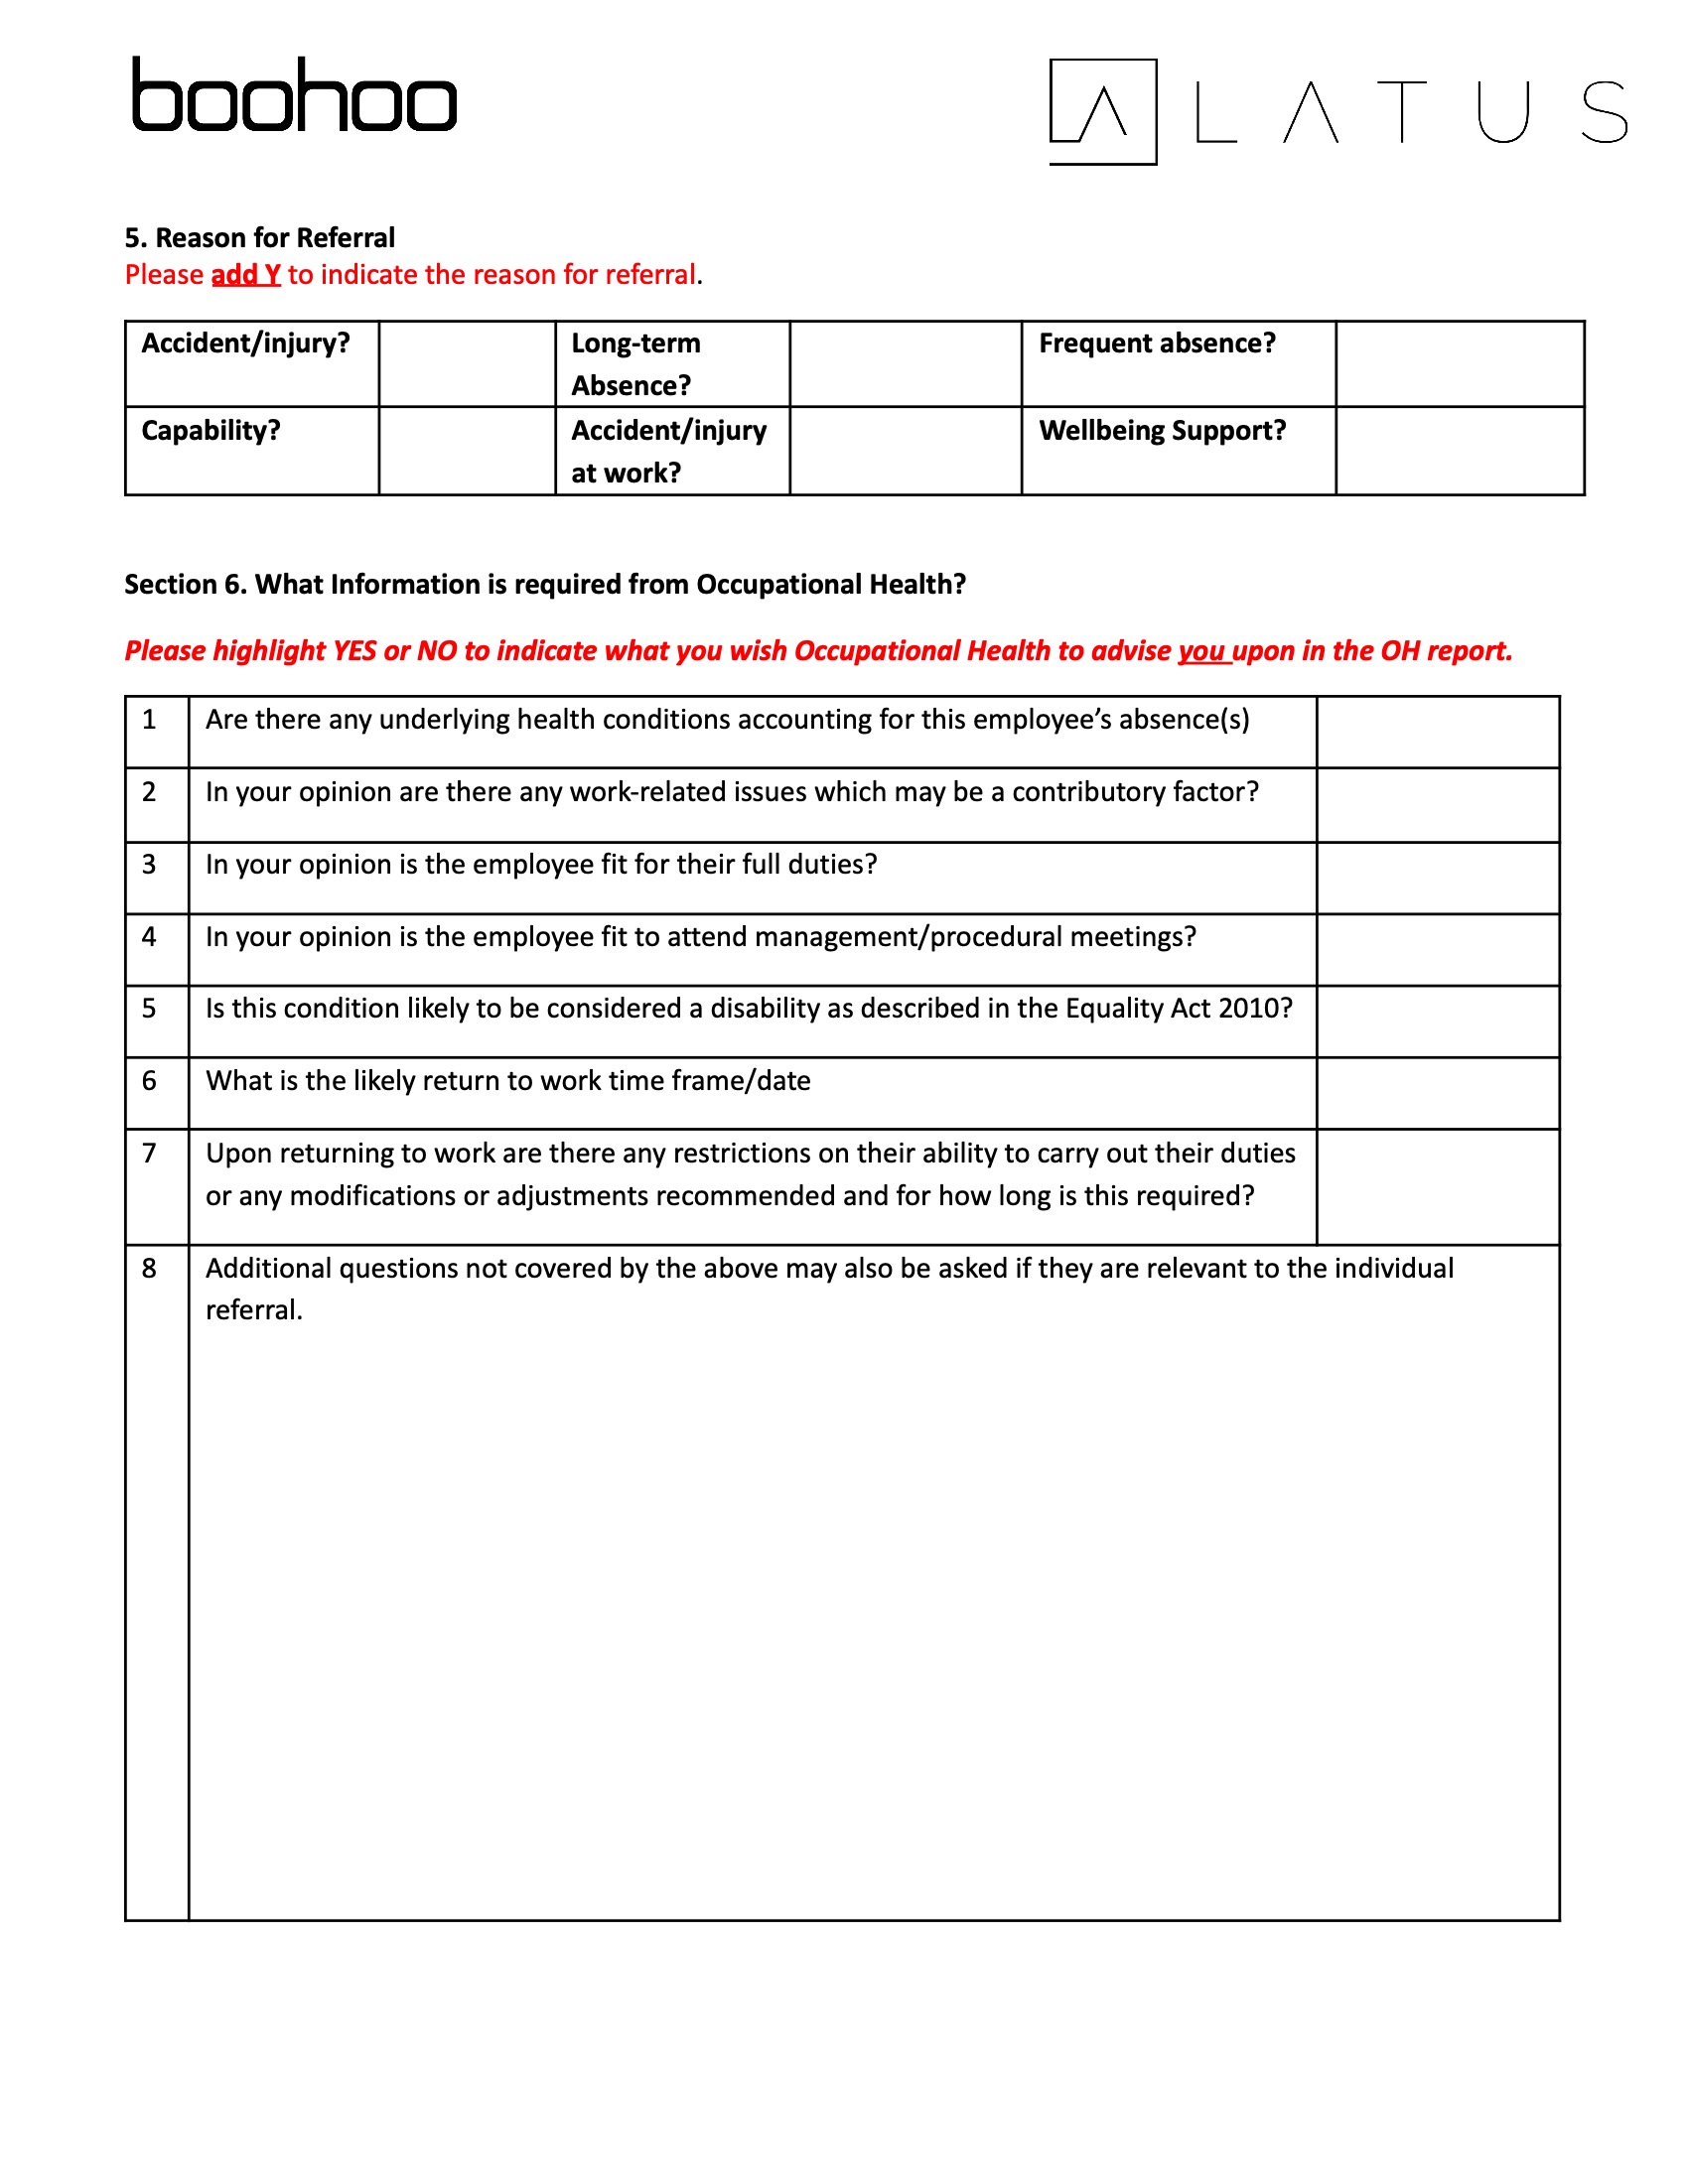 boohoo
LATUS
5. Reason for Referral
Please add Y to indicate the reason for referral.
Accident/injury?
Long-term
Absence?
Frequent absence?
Capability?
Accident/injury
at work?
Wellbeing Support?
Section 6. What Information is required from Occupational Health?
Please highlight YES or NO to indicate what you wish Occupational Health to advise you upon in the OH report.
1 Are there any underlying health conditions accounting for this employee’s absence(s)
2 In your opinion are there any work-related issues which may be a contributory factor?
3 In your opinion is the employee fit for their full duties?
4 In your opinion is the employee fit to attend management/procedural meetings?
5 Is this condition likely to be considered a disability as described in the Equality Act 2010?
6 What is the likely return to work time frame/date
7 Upon returning to work are there any restrictions on their ability to carry out their duties
or any modifications or adjustments recommended and for how long is this required?
8 Additional questions not covered by the above may also be asked if they are relevant to the individual
referral.